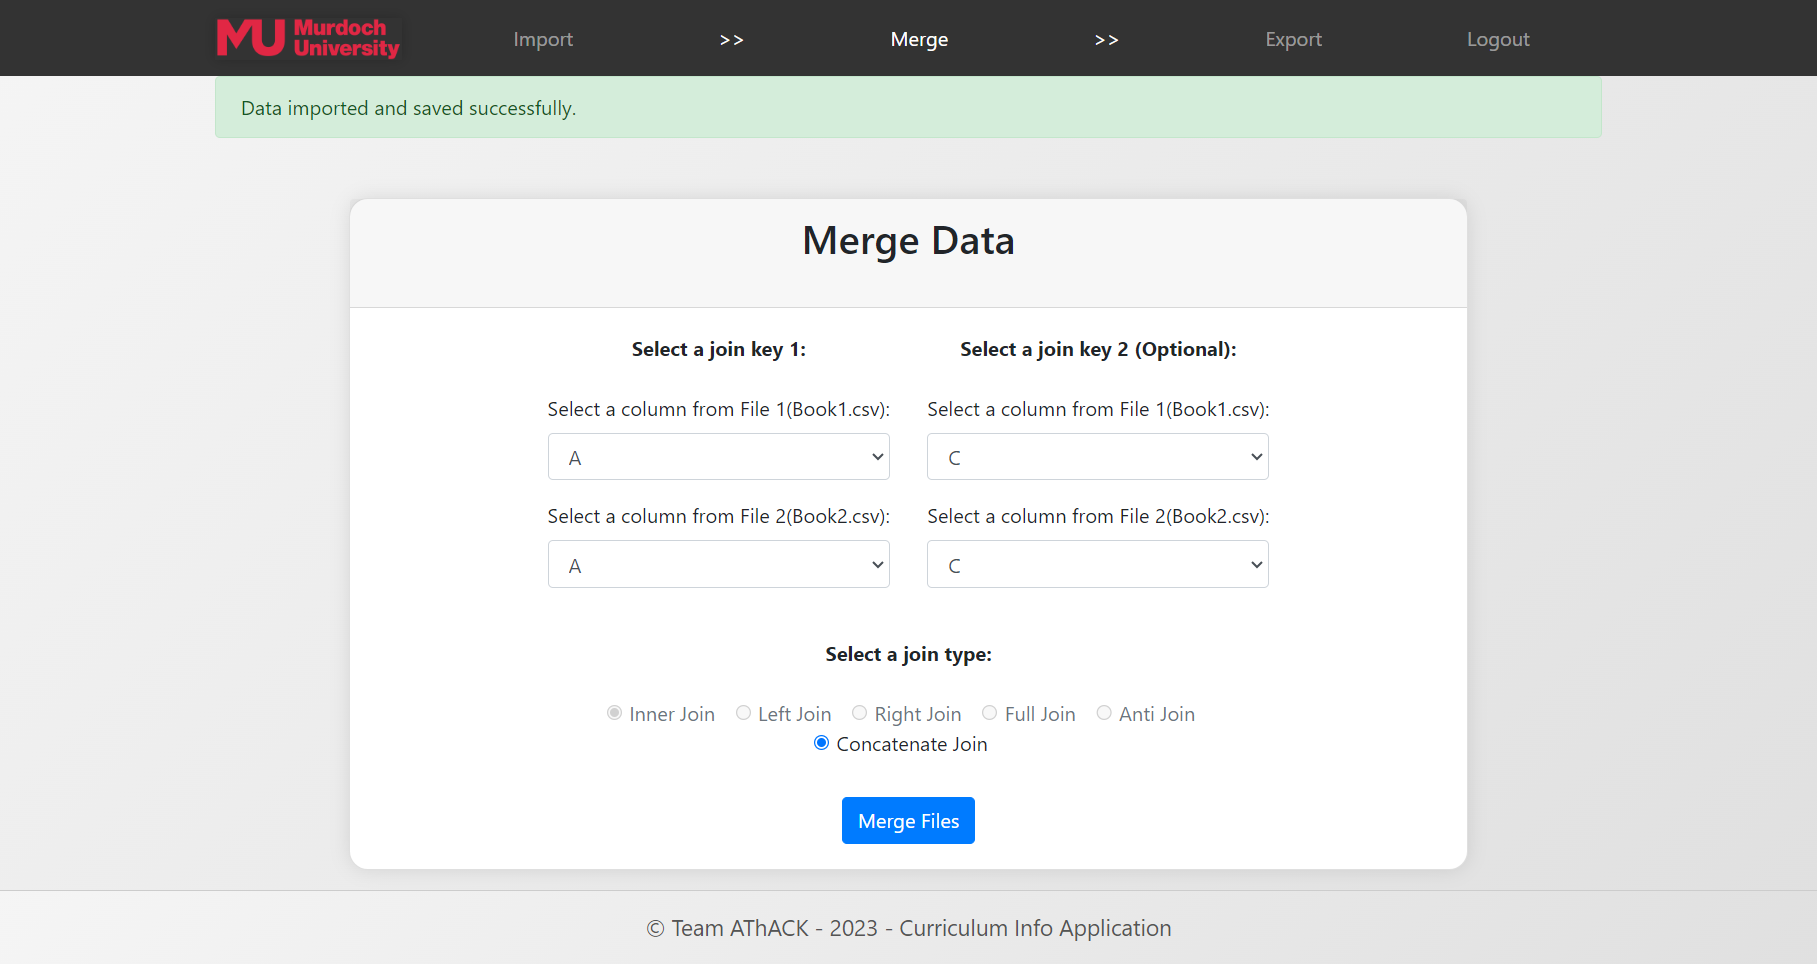 MU Murdoch University
Import >> Merge >> Export Logout
Data imported and saved successfully.
Merge Data
Select a join key 1: Select a join key 2 (Optional):
Select a column from File 1(Book1.csv): Select a column from File 1(Book1.csv):
A C
Select a column from File 2(Book2.csv): Select a column from File 2(Book2.csv):
A C
Select a join type:
Inner Join Left Join Right Join Full Join Anti Join
Concatenate Join
Merge Files
© Team AThACK - 2023 - Curriculum Info Application